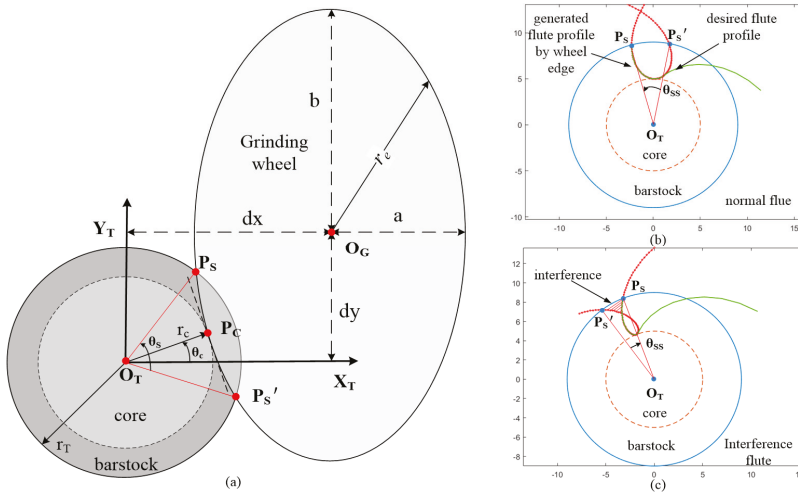 b
Grinding
wheel
r_e
Y_T
dx
a
O_G
P_S
dy
r_c
P_C
θ_S
θ_c
O_T
X_T
P_S'
core
r_T
barstock
(a)
generated
flute profile
by wheel
edge
desired flute
profile
P_S
P_S'
10
5
0
-5
-10
θ_SS
O_T
core
barstock
normal flue
-10
-5
0
5
10
15
(b)
(c)
12
10
8
6
4
2
0
-2
-4
-6
-8
interference
P_S
P_S'
θ_SS
O_T
core
barstock
Interference
flute
-10
-5
0
5
10
15